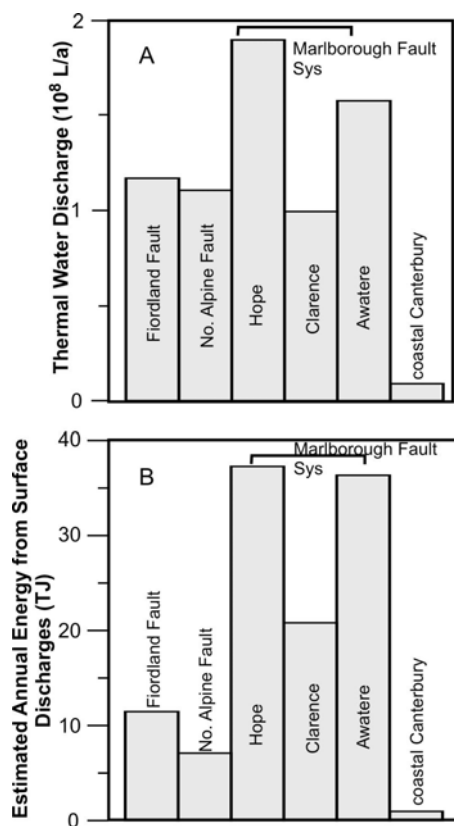 A
Marlborough Fault
Sys
Thermal Water Discharge (10⁸ L/a)
2
1
0
Fiordland Fault
No. Alpine Fault
Hope
Clarence
Awatere
coastal Canterbury
B
Marlborough Fault
Sys
Estimated Annual Energy from Surface
Discharges (TJ)
40
30
20
10
0
Fiordland Fault
No. Alpine Fault
Hope
Clarence
Awatere
coastal Canterbury